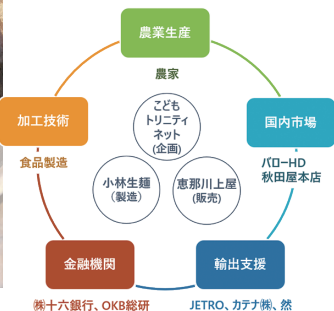 農業生産
農家
こども
トリニティ
ネット
(企画)
加工技術
食品製造
国内市場
バローHD
秋田屋本店
小林生麺
(製造)
恵那川上屋
(販売)
金融機関
㈱十六銀行、OKB総研
輸出支援
JETRO、カテナ㈱、然